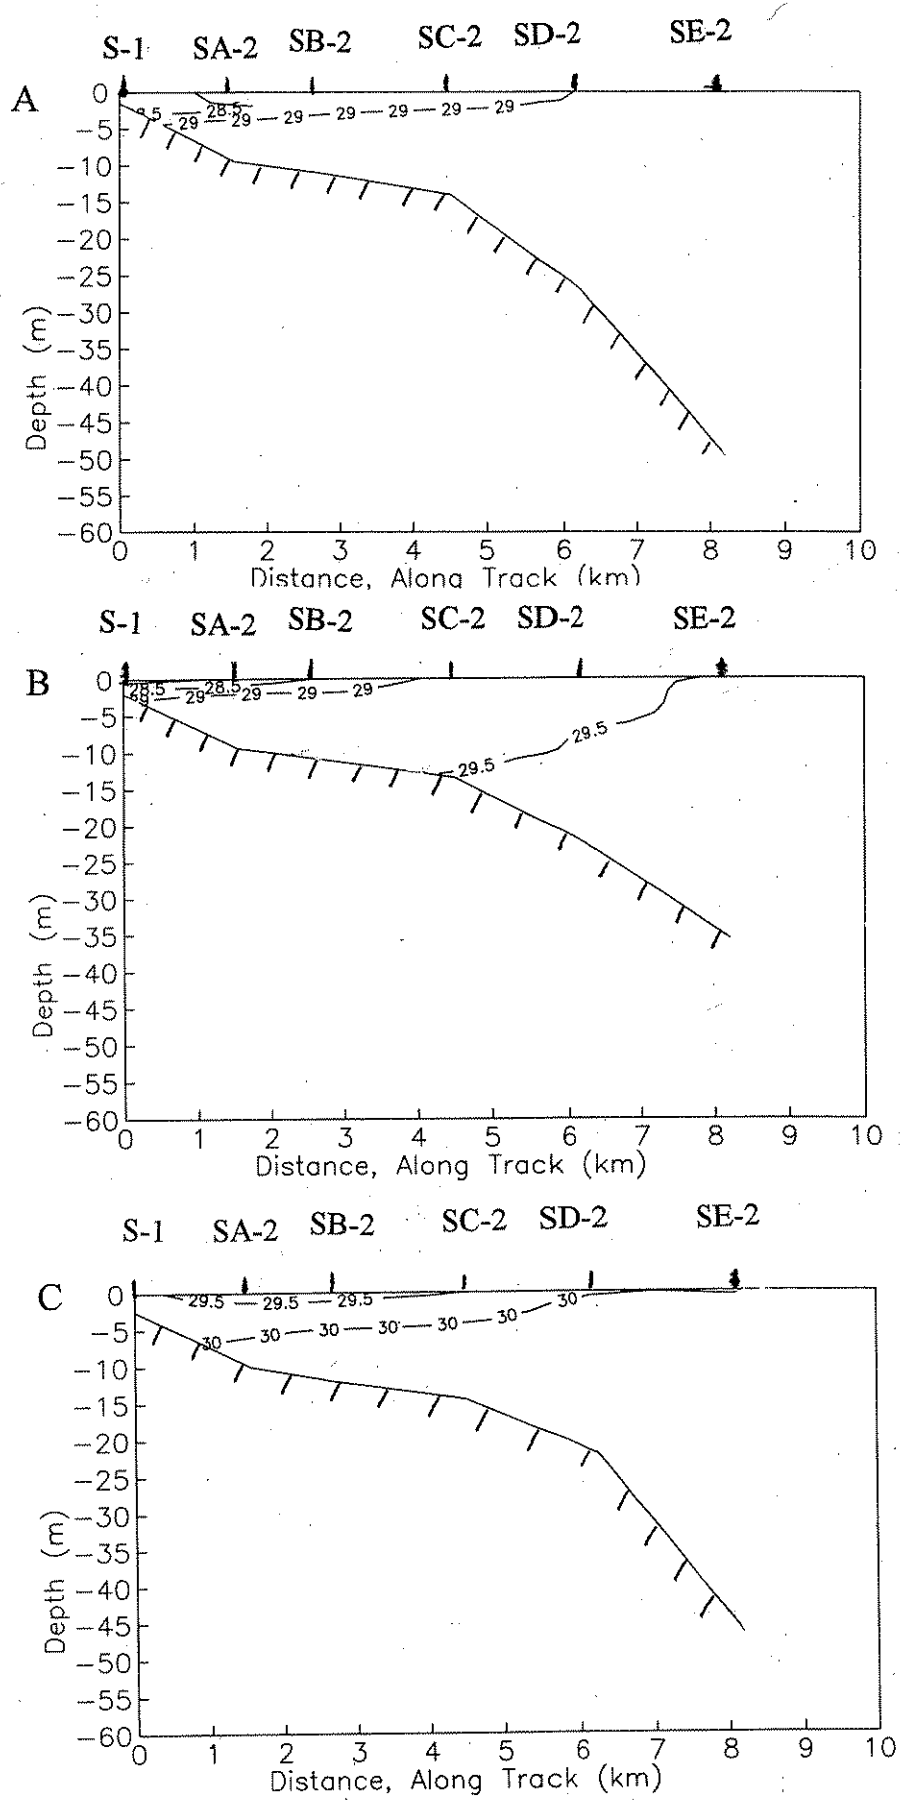 S-1 SA-2 SB-2 SC-2 SD-2 SE-2
A
0
8.5 28.5
29 29 29 29 29 29 29
−5
−10
−15
−20
−25
−30
−35
−40
−45
−50
−55
−60
Depth (m)
0 1 2 3 4 5 6 7 8 9 10
Distance, Along Track (km)
S-1 SA-2 SB-2 SC-2 SD-2 SE-2
B
0
28.5 28.5
29 29 29 29 29
29.5
29.5
−5
−10
−15
−20
−25
−30
−35
−40
−45
−50
−55
−60
Depth (m)
0 1 2 3 4 5 6 7 8 9 10
Distance, Along Track (km)
S-1 SA-2 SB-2 SC-2 SD-2 SE-2
C
0
29.5 29.5 29.5
30 30 30 30 30 30 30
−5
−10
−15
−20
−25
−30
−35
−40
−45
−50
−55
−60
Depth (m)
0 1 2 3 4 5 6 7 8 9 10
Distance, Along Track (km)